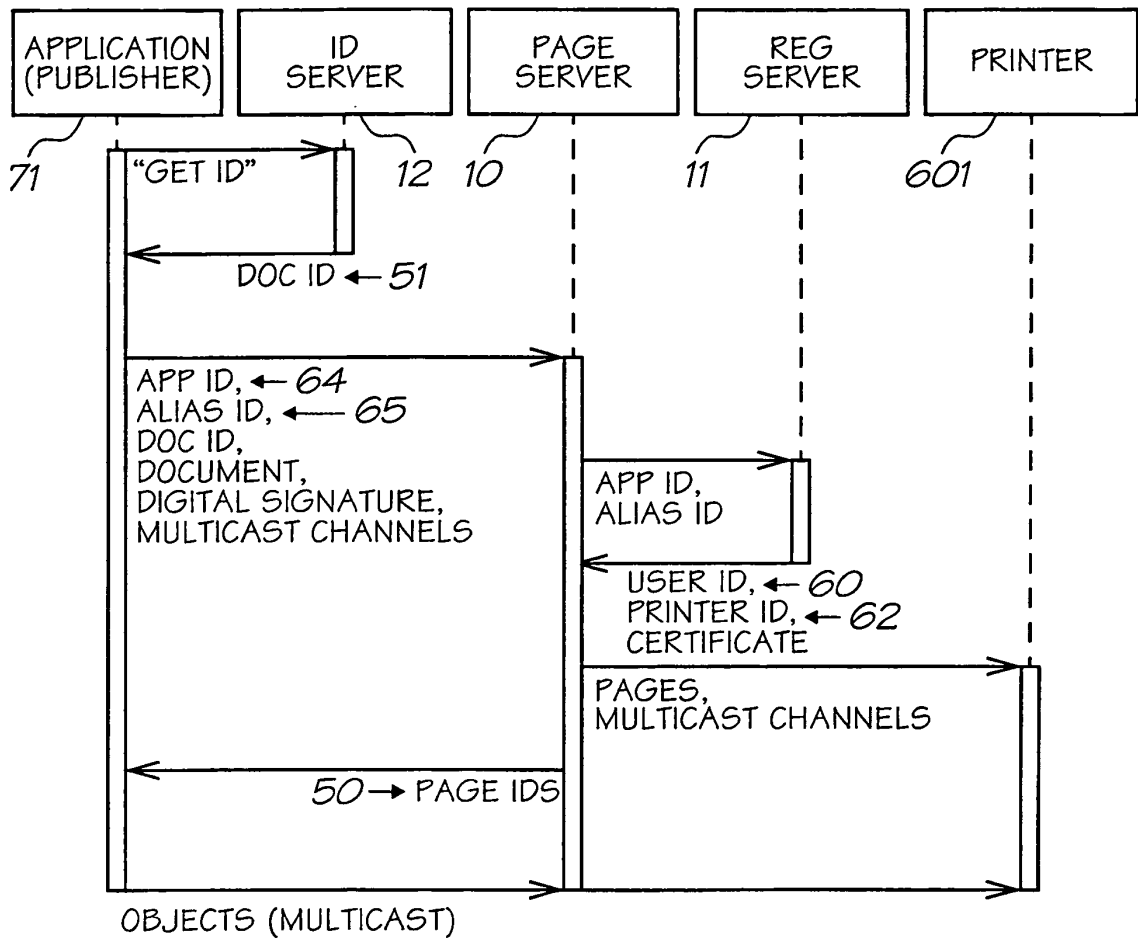 APPLICATION
(PUBLISHER)
ID
SERVER
PAGE
SERVER
REG
SERVER
PRINTER
71
12
10
11
601
"GET ID"
DOC ID ← 51
APP ID, ← 64
ALIAS ID, ← 65
DOC ID,
DOCUMENT,
DIGITAL SIGNATURE,
MULTICAST CHANNELS
APP ID,
ALIAS ID
USER ID, ← 60
PRINTER ID, ← 62
CERTIFICATE
PAGES,
MULTICAST CHANNELS
50 → PAGE IDS
OBJECTS (MULTICAST)